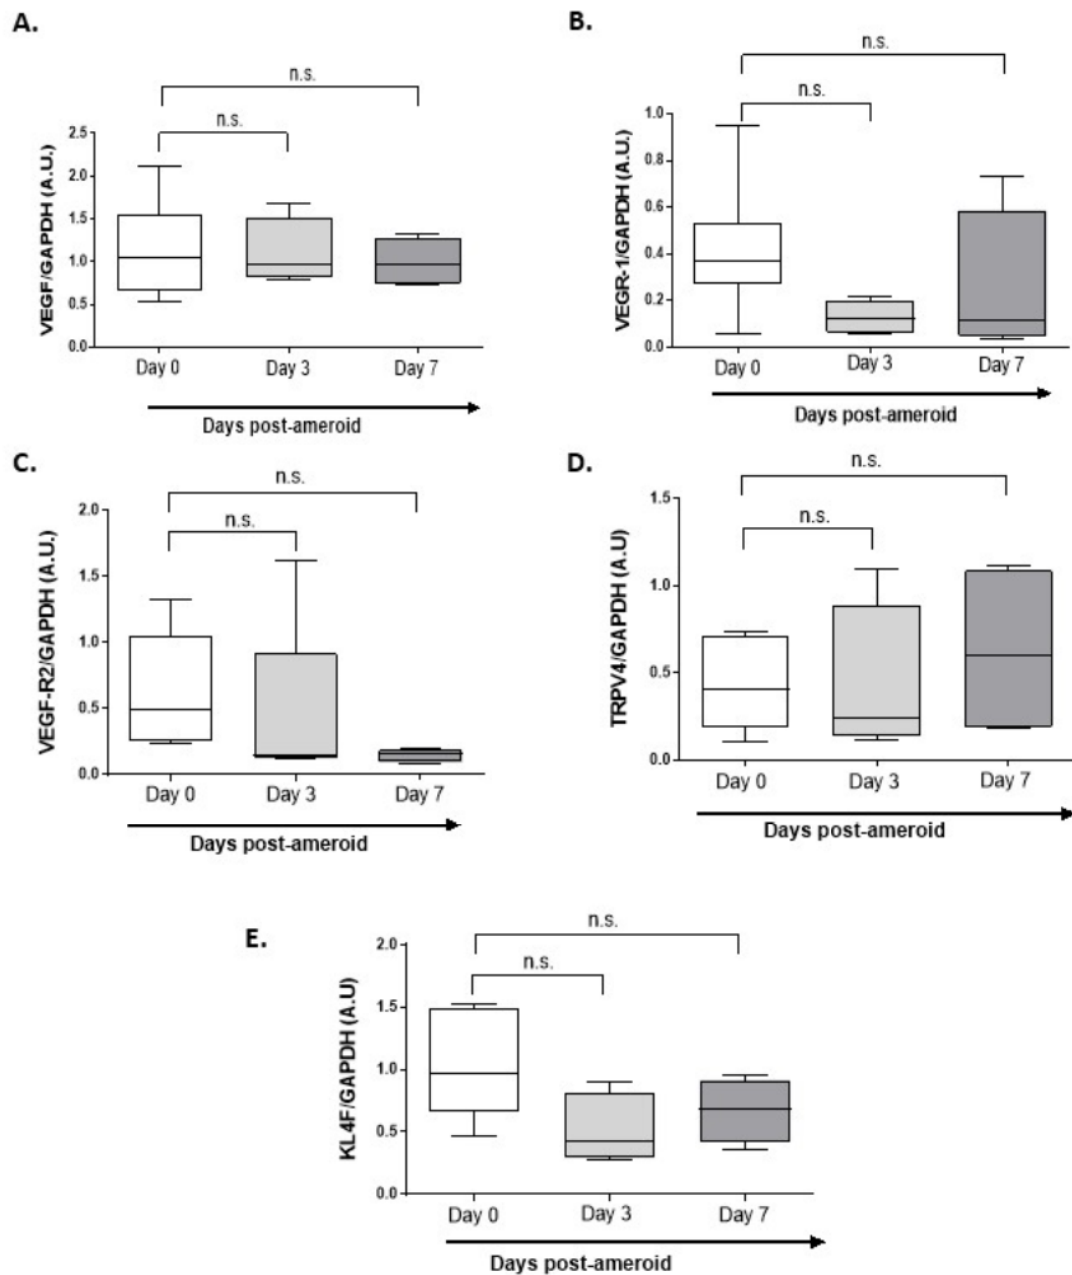 A.
n.s.
n.s.
VEGF/GAPDH (A.U.)
2.5
2.0
1.5
1.0
0.5
0.0
Day 0 Day 3 Day 7
Days post-ameroid
B.
n.s.
n.s.
VEGR-1/GAPDH (A.U.)
1.0
0.8
0.6
0.4
0.2
0.0
Day 0 Day 3 Day 7
Days post-ameroid
C.
n.s.
n.s.
VEGF-R2/GAPDH (A.U.)
2.0
1.5
1.0
0.5
0.0
Day 0 Day 3 Day 7
Days post-ameroid
D.
n.s.
n.s.
TRPV4/GAPDH (A.U)
1.5
1.0
0.5
0.0
Day 0 Day 3 Day 7
Days post-ameroid
E.
n.s.
n.s.
KL4F/GAPDH (A.U)
2.0
1.5
1.0
0.5
0.0
Day 0 Day 3 Day 7
Days post-ameroid